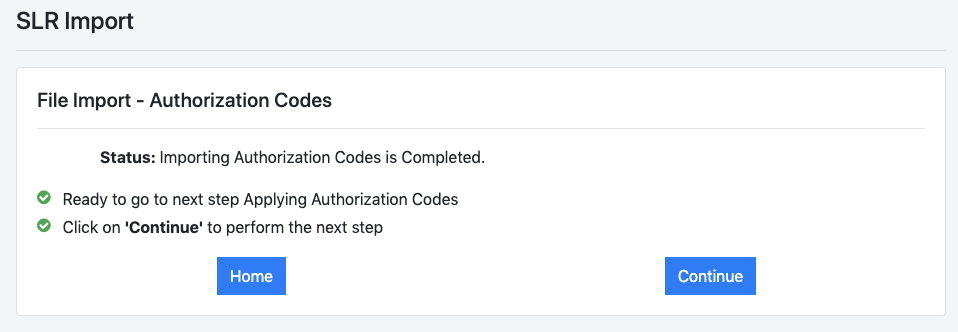 SLR Import
File Import - Authorization Codes
Status: Importing Authorization Codes is Completed.
Ready to go to next step Applying Authorization Codes
Click on 'Continue' to perform the next step
Home
Continue